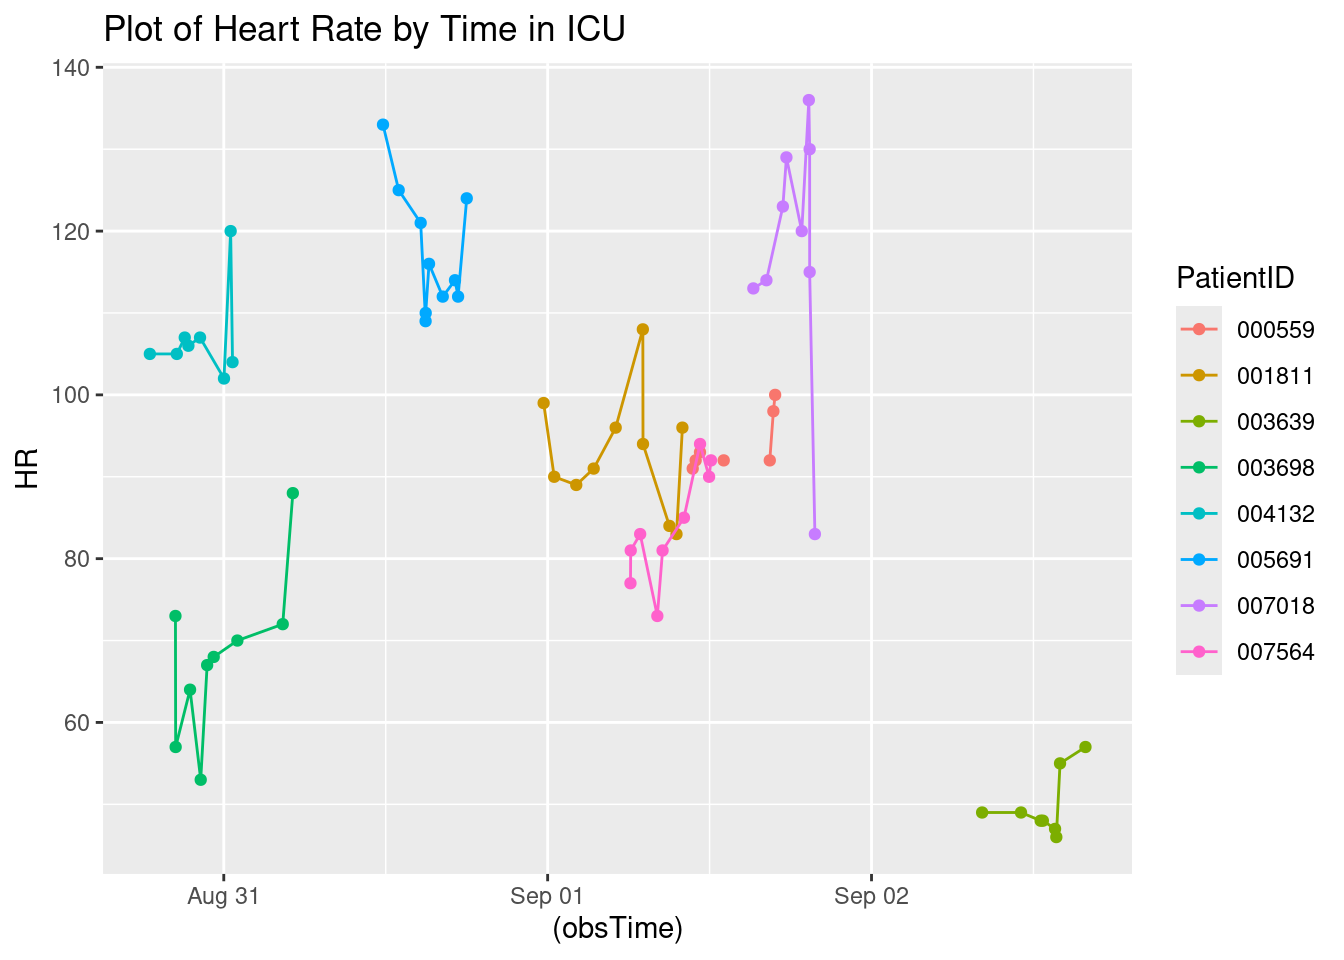 Plot of Heart Rate by Time in ICU
140
120
100
80
60
HR
Aug 31
Sep 01
Sep 02
(obsTime)
PatientID
000559
001811
003639
003698
004132
005691
007018
007564